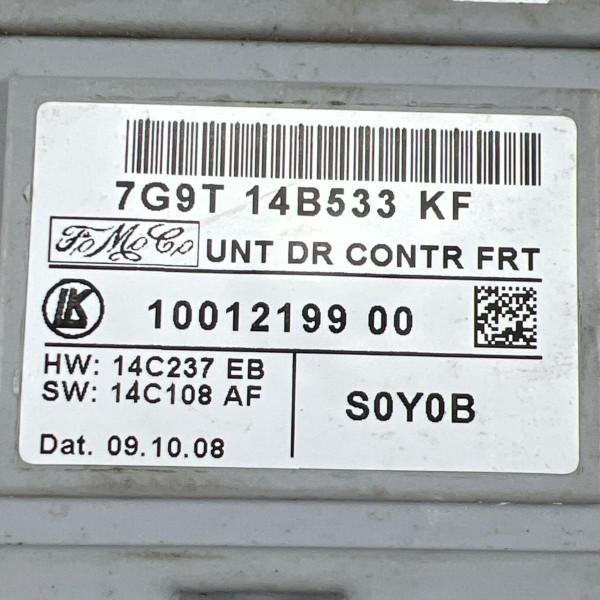 7G9T 14B533 KF
FoMoCo UNT DR CONTR FRT
LK 10012199 00
HW: 14C237 EB
SW: 14C108 AF
S0Y0B
Dat. 09.10.08